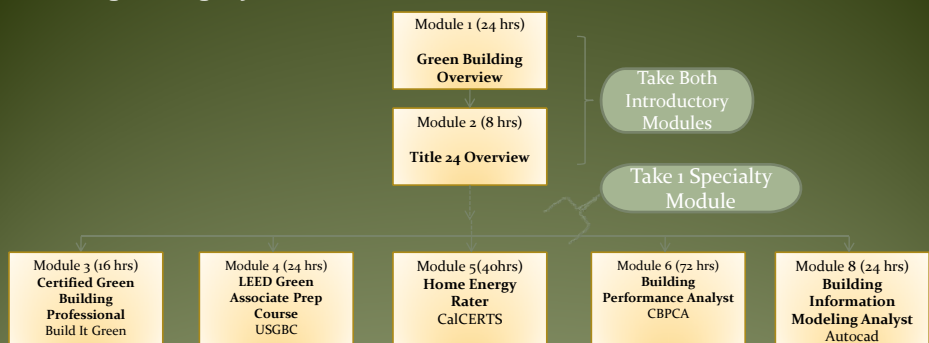 Module 1 (24 hrs)
Green Building
Overview
Take Both
Introductory
Modules
Module 2 (8 hrs)
Title 24 Overview
Take 1 Specialty
Module
Module 3 (16 hrs)
Certified Green
Building
Professional
Build It Green
Module 4 (24 hrs)
LEED Green
Associate Prep
Course
USGBC
Module 5(40hrs)
Home Energy
Rater
CalCERTS
Module 6 (72 hrs)
Building
Performance Analyst
CBPCA
Module 8 (24 hrs)
Building
Information
Modeling Analyst
Autocad